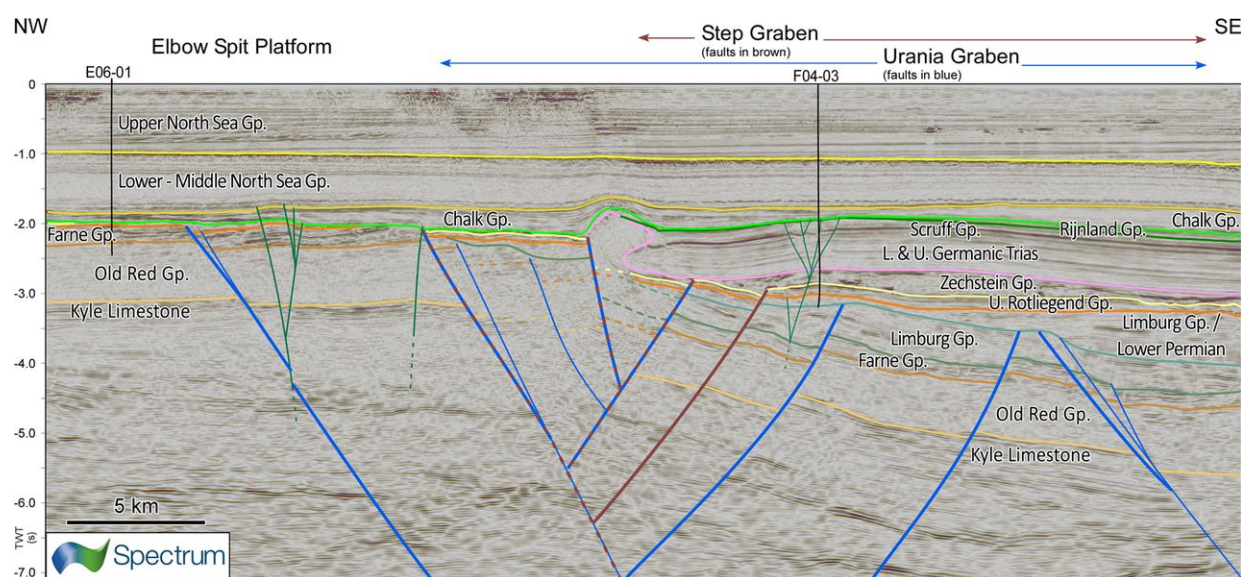 NW
Elbow Spit Platform
Step Graben
(faults in brown)
SE
Urania Graben
(faults in blue)
E06-01
F04-03
0
Upper North Sea Gp.
-1.0
Lower - Middle North Sea Gp.
-2.0
Chalk Gp.
Chalk Gp.
Farne Gp.
Scruff Gp.
Rijnland Gp.
L. & U. Germanic Trias
Old Red Gp.
Zechstein Gp.
-3.0
U. Rotliegend Gp.
Kyle Limestone
Limburg Gp. /
Lower Permian
Limburg Gp.
Farne Gp.
-4.0
Old Red Gp.
-5.0
Kyle Limestone
-6.0
5 km
TWT
(s)
Spectrum
-7.0